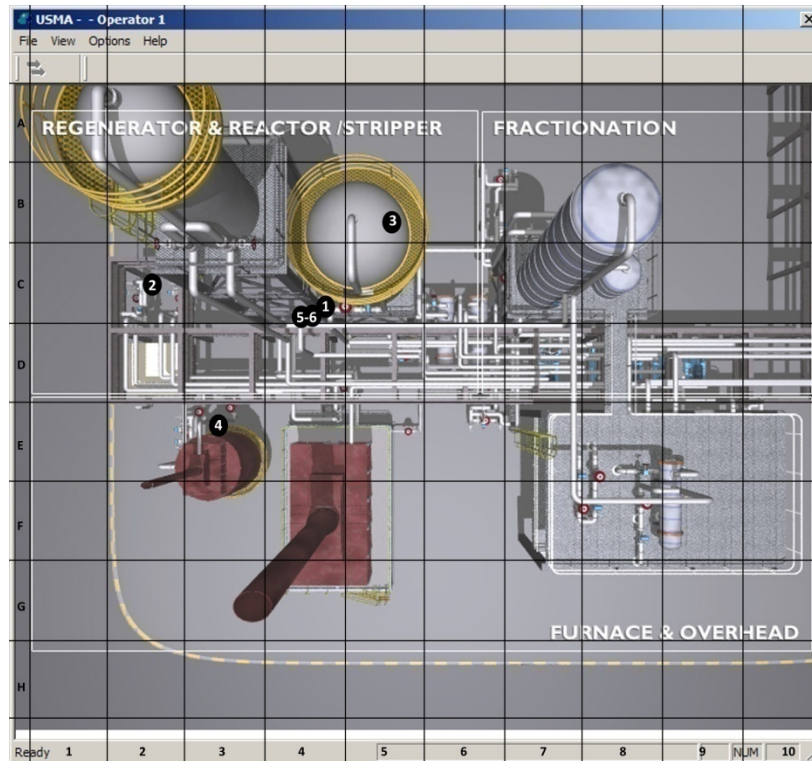 USMA - - Operator 1
File View Options Help
A
REGENERATOR & REACTOR /STRIPPER FRACTIONATION
B
3
C
2
1
5-6
D
4
E
F
G
FURNACE & OVERHEAD
H
Ready 1 2 3 4 5 6 7 8 9 NUM 10